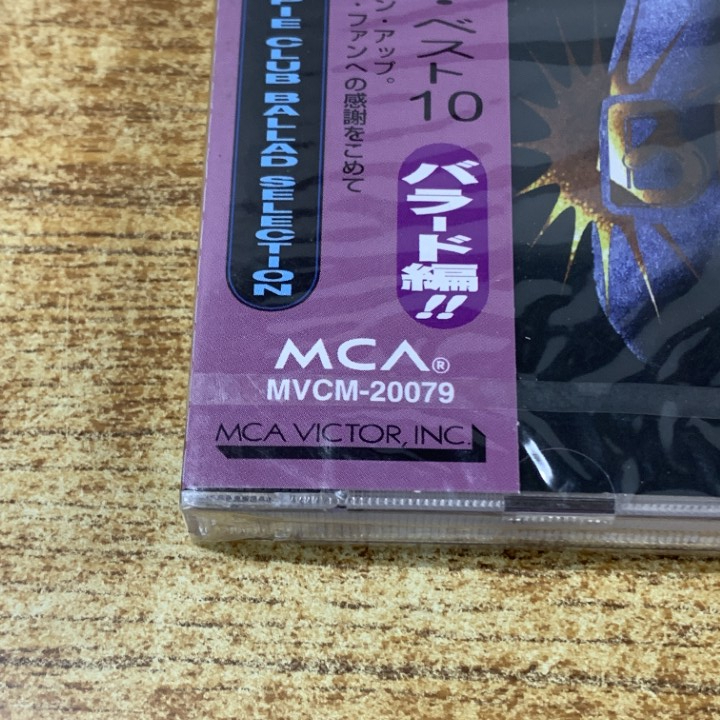 ・ベスト10
ン・アップ。
・ファンへの感謝をこめて
PIE CLUB BALLAD SELECTION
バラード編!!
MCA®
MVCM-20079
MCA VICTOR, INC.